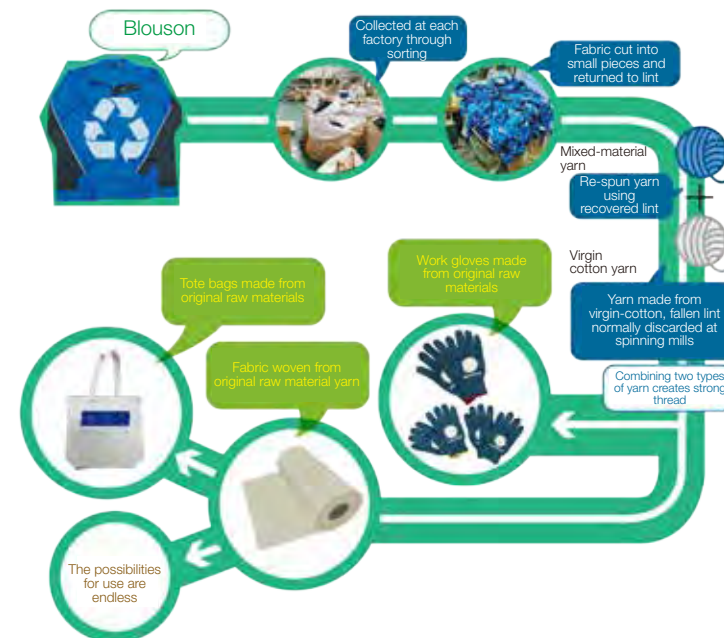 Blouson
Collected at each
factory through
sorting
Fabric cut into
small pieces and
returned to lint
Mixed-material
yarn
Re-spun yarn
using
recovered lint
Virgin
cotton yarn
Yarn made from
virgin-cotton, fallen lint
normally discarded at
spinning mills
Combining two types
of yarn creates strong
thread
Work gloves made
from original raw
materials
Tote bags made from
original raw materials
Fabric woven from
original raw material yarn
The possibilities
for use are
endless